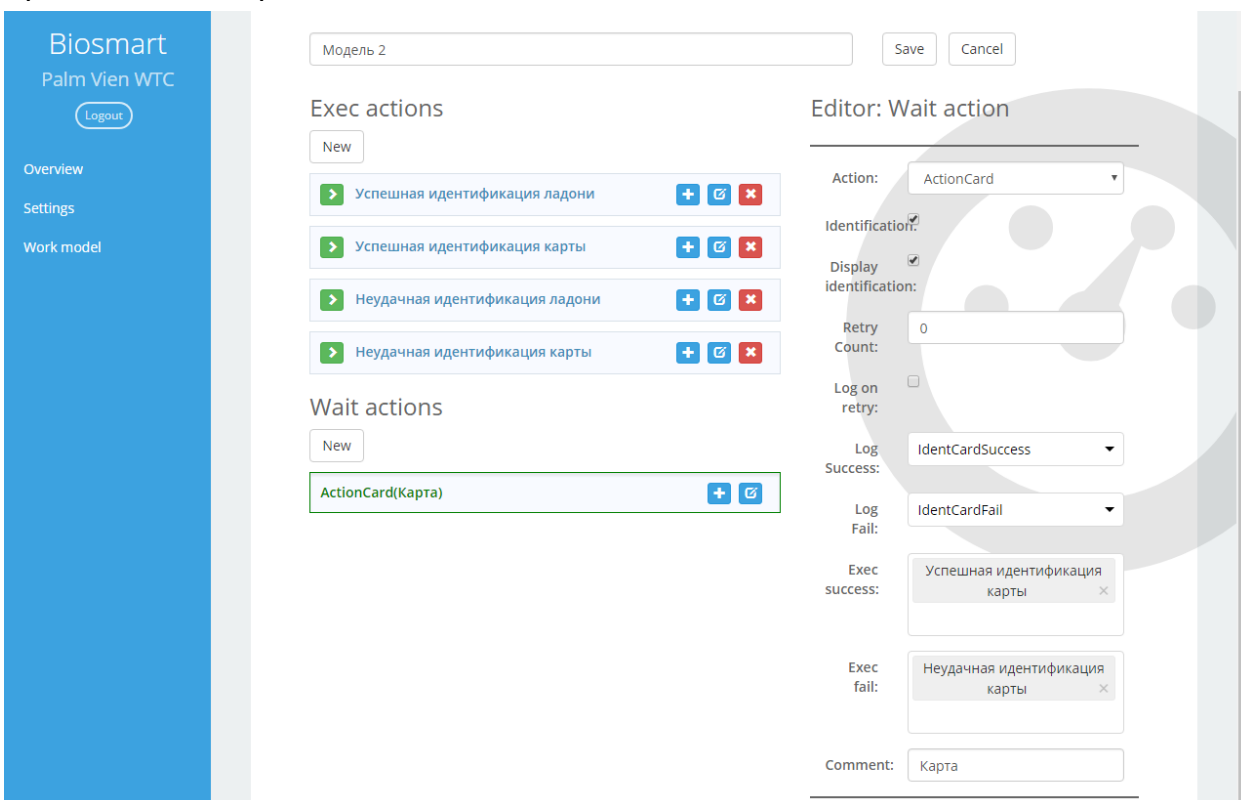 Biosmart
Palm Vien WTC
Logout
Overview
Settings
Work model
Модель 2
Save
Cancel
Exec actions
New
Успешная идентификация ладони
Успешная идентификация карты
Неудачная идентификация ладони
Неудачная идентификация карты
Wait actions
New
ActionCard(Карта)
Editor: Wait action
Action:
ActionCard
Identification:
Display
identification:
Retry
Count:
0
Log on
retry:
Log
Success:
IdentCardSuccess
Log
Fail:
IdentCardFail
Exec
success:
Успешная идентификация
карты ×
Exec
fail:
Неудачная идентификация
карты ×
Comment:
Карта